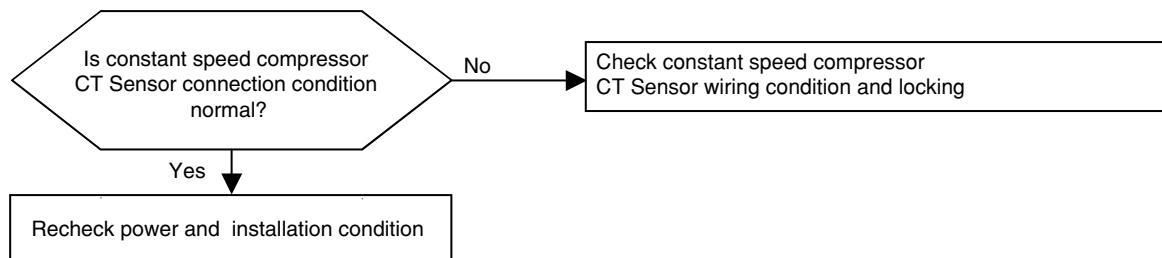 Is constant speed compressor
CT Sensor connection condition
normal?
No
Check constant speed compressor
CT Sensor wiring condition and locking
Yes
Recheck power and installation condition